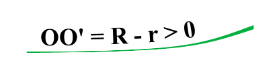 OO' = R - r > 0